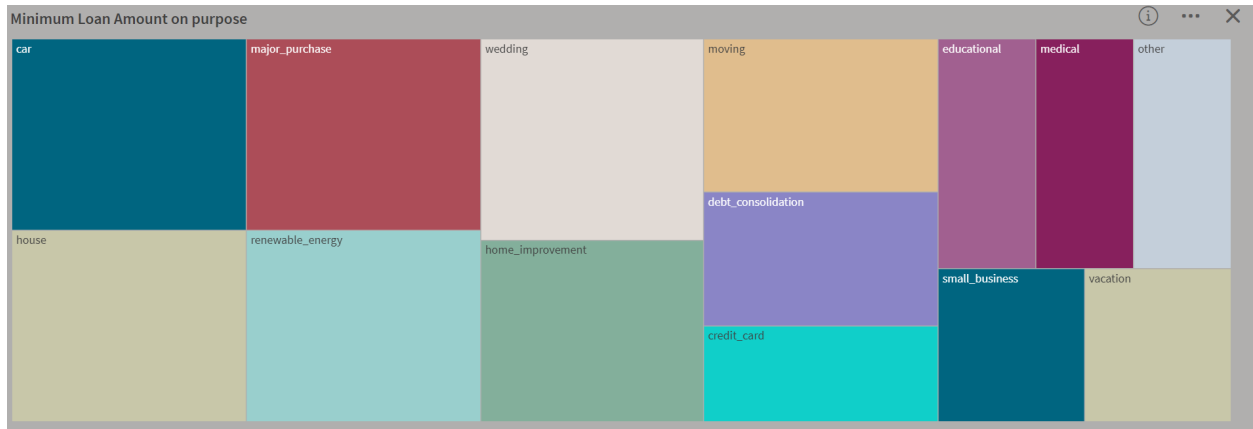 Minimum Loan Amount on purpose
car
major_purchase
wedding
moving
educational
medical
other
debt_consolidation
house
renewable_energy
home_improvement
small_business
vacation
credit_card